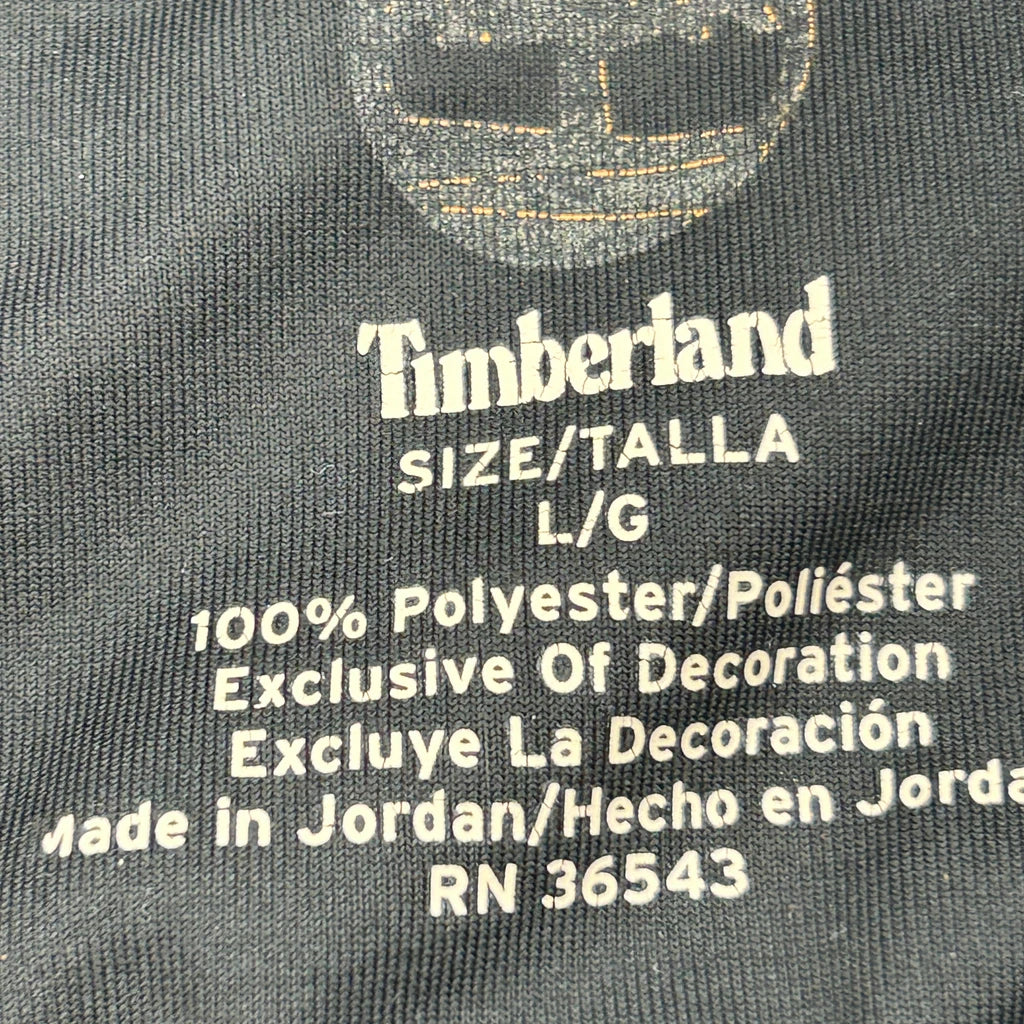 Timberland
SIZE/TALLA
L/G
100% Polyester/Poliéster
Exclusive Of Decoration
Excluye La Decoración
Made in Jordan/Hecho en Jorda
RN 36543